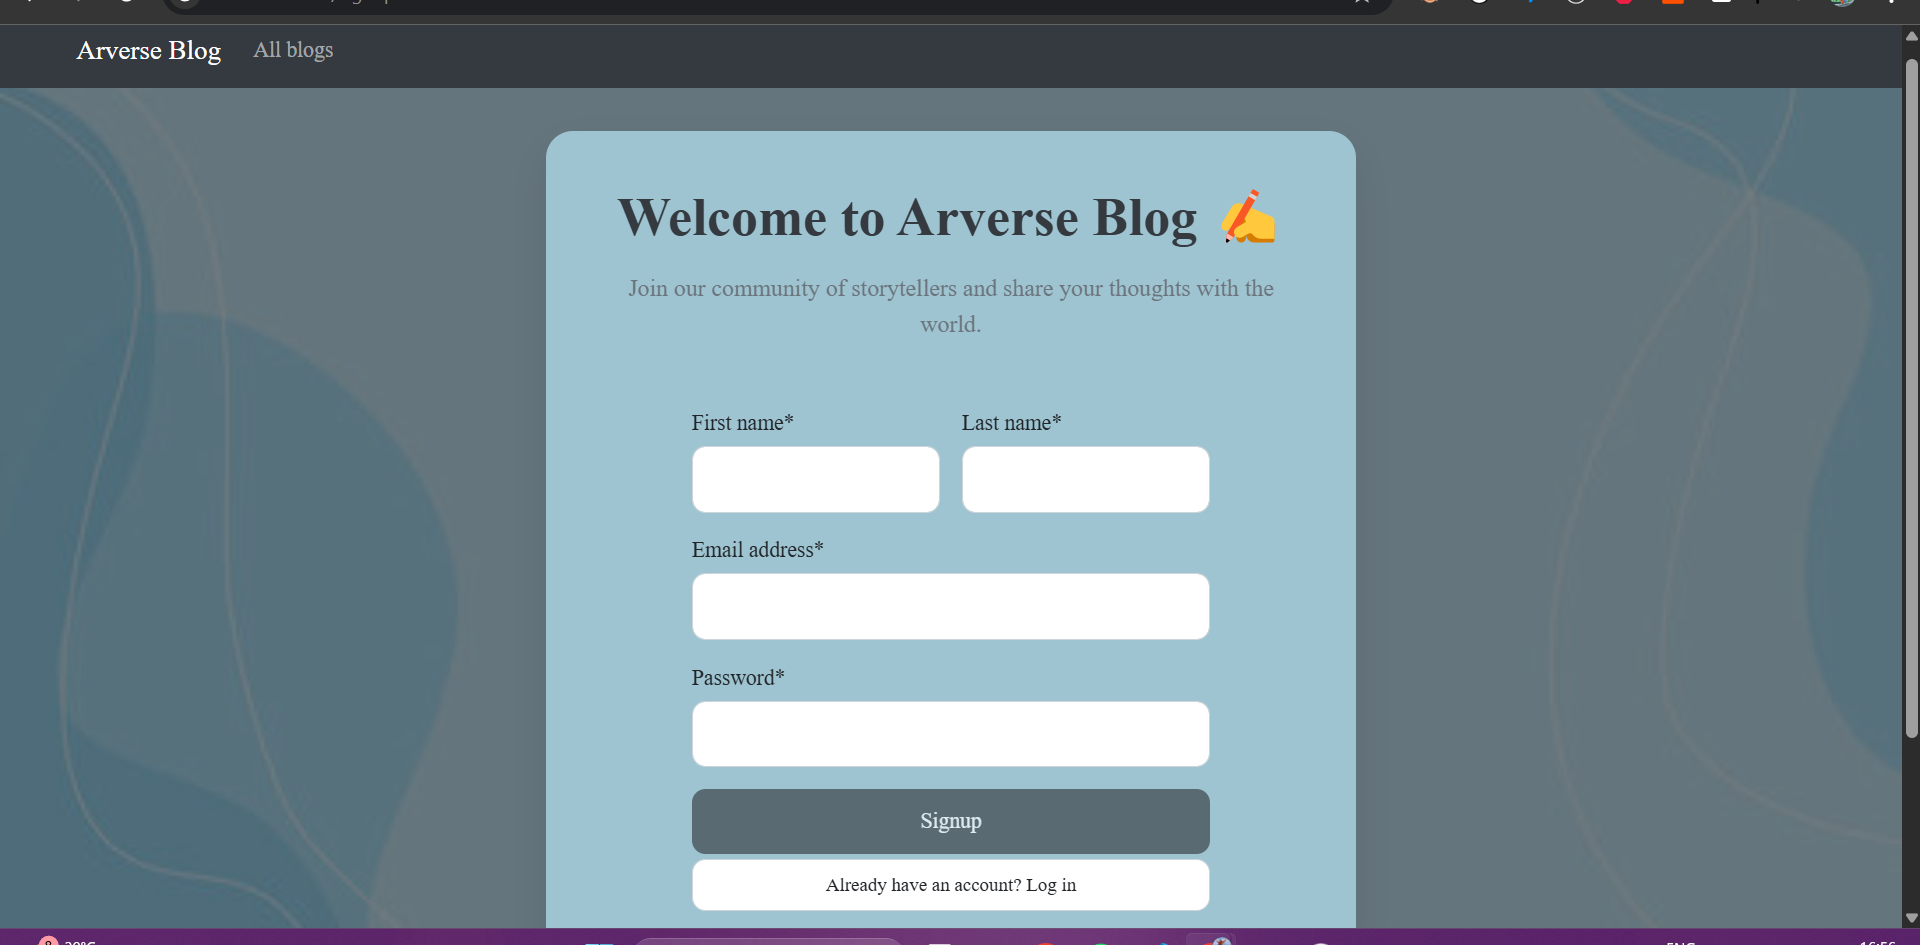 Arverse Blog
All blogs
Welcome to Arverse Blog ✍️
Join our community of storytellers and share your thoughts with the
world.
First name*
Last name*
Email address*
Password*
Signup
Already have an account? Log in